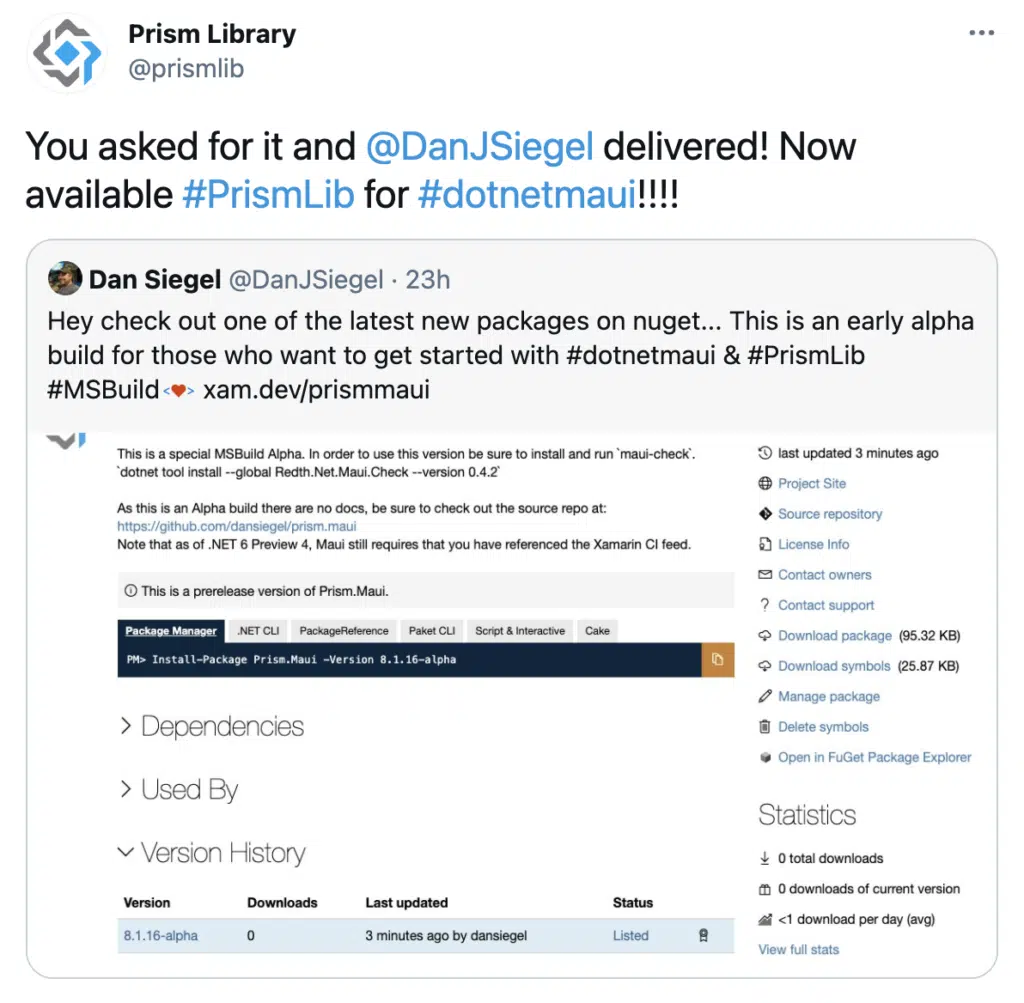 Prism Library
@prismlib
You asked for it and @DanJSiegel delivered! Now
available #PrismLib for #dotnetmaui!!!!
Dan Siegel @DanJSiegel · 23h
Hey check out one of the latest new packages on nuget... This is an early alpha
build for those who want to get started with #dotnetmaui & #PrismLib
#MSBuild xam.dev/prismmaui
This is a special MSBuild Alpha. In order to use this version be sure to install and run `maui-check`.
`dotnet tool install --global Redth.Net.Maui.Check --version 0.4.2`
As this is an Alpha build there are no docs, be sure to check out the source repo at:
https://github.com/dansiegel/prism.maui
Note that as of .NET 6 Preview 4, Maui still requires that you have referenced the Xamarin CI feed.
This is a prerelease version of Prism.Maui.
Package Manager .NET CLI PackageReference Paket CLI Script & Interactive Cake
PM> Install-Package Prism.Maui -Version 8.1.16-alpha
Dependencies
Used By
Version History
Version Downloads Last updated Status
8.1.16-alpha 0 3 minutes ago by dansiegel Listed
last updated 3 minutes ago
Project Site
Source repository
License Info
Contact owners
Contact support
Download package (95.32 KB)
Download symbols (25.87 KB)
Manage package
Delete symbols
Open in FuGet Package Explorer
Statistics
0 total downloads
0 downloads of current version
<1 download per day (avg)
View full stats